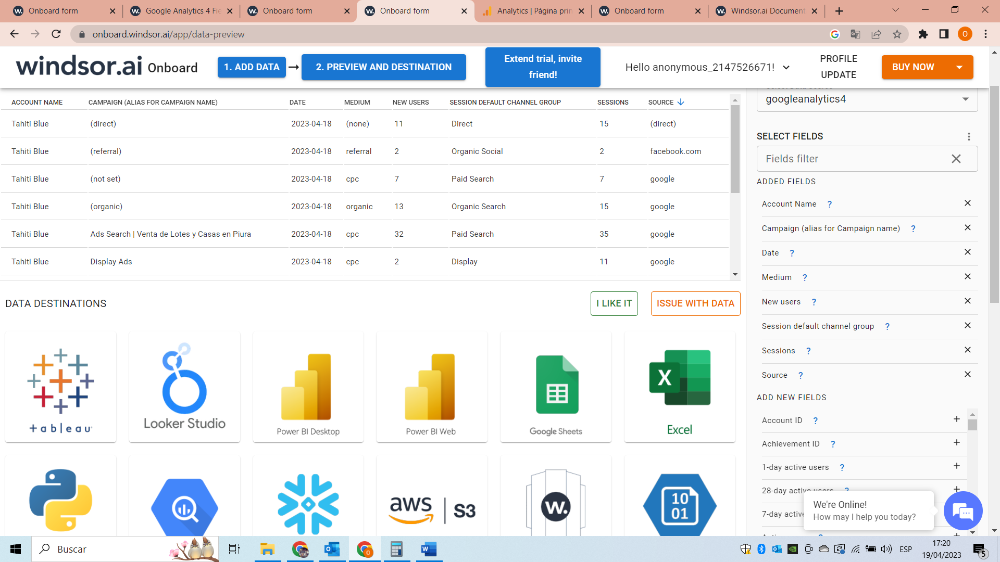 Onboard form
Google Analytics 4 Fie
Onboard form
Onboard form
Analytics | Página prin
Onboard form
Windsor.ai Document
onboard.windsor.ai/app/data-preview
O
windsor.ai Onboard
1. ADD DATA
2. PREVIEW AND DESTINATION
Extend trial, invite
friend!
Hello anonymous_2147526671!
PROFILE
UPDATE
BUY NOW
ACCOUNT NAME CAMPAIGN (ALIAS FOR CAMPAIGN NAME) DATE MEDIUM NEW USERS SESSION DEFAULT CHANNEL GROUP SESSIONS SOURCE
Tahiti Blue (direct) 2023-04-18 (none) 11 Direct 15 (direct)
Tahiti Blue (referral) 2023-04-18 referral 2 Organic Social 2 facebook.com
Tahiti Blue (not set) 2023-04-18 cpc 7 Paid Search 7 google
Tahiti Blue (organic) 2023-04-18 organic 13 Organic Search 15 google
Tahiti Blue Ads Search | Venta de Lotes y Casas en Piura 2023-04-18 cpc 32 Paid Search 35 google
Tahiti Blue Display Ads 2023-04-18 cpc 2 Display 11 google
DATA DESTINATIONS
I LIKE IT
ISSUE WITH DATA
+ a b l e a u
Looker Studio
Power BI Desktop
Power BI Web
Google Sheets
X
Excel
aws | S3
w.
10
01
googleanalytics4
SELECT FIELDS
Fields filter
ADDED FIELDS
Account Name ?
Campaign (alias for Campaign name) ?
Date ?
Medium ?
New users ?
Session default channel group ?
Sessions ?
Source ?
ADD NEW FIELDS
Account ID ?
Achievement ID ?
1-day active users ?
28-day active users ?
7-day active
We're Online!
How may I help you today?
Buscar
ESP
17:20
19/04/2023
5